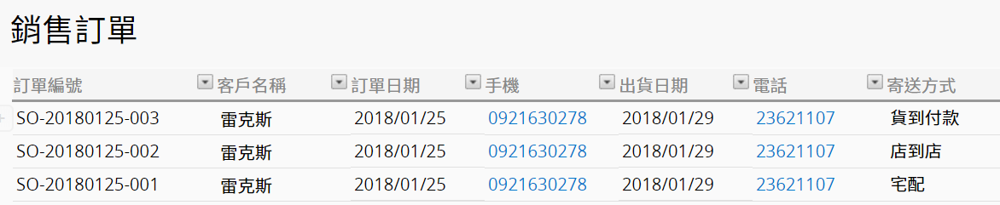 銷售訂單
訂單編號 客戶名稱 訂單日期 手機 出貨日期 電話 寄送方式
SO-20180125-003 雷克斯 2018/01/25 0921630278 2018/01/29 23621107 貨到付款
SO-20180125-002 雷克斯 2018/01/25 0921630278 2018/01/29 23621107 店到店
SO-20180125-001 雷克斯 2018/01/25 0921630278 2018/01/29 23621107 宅配